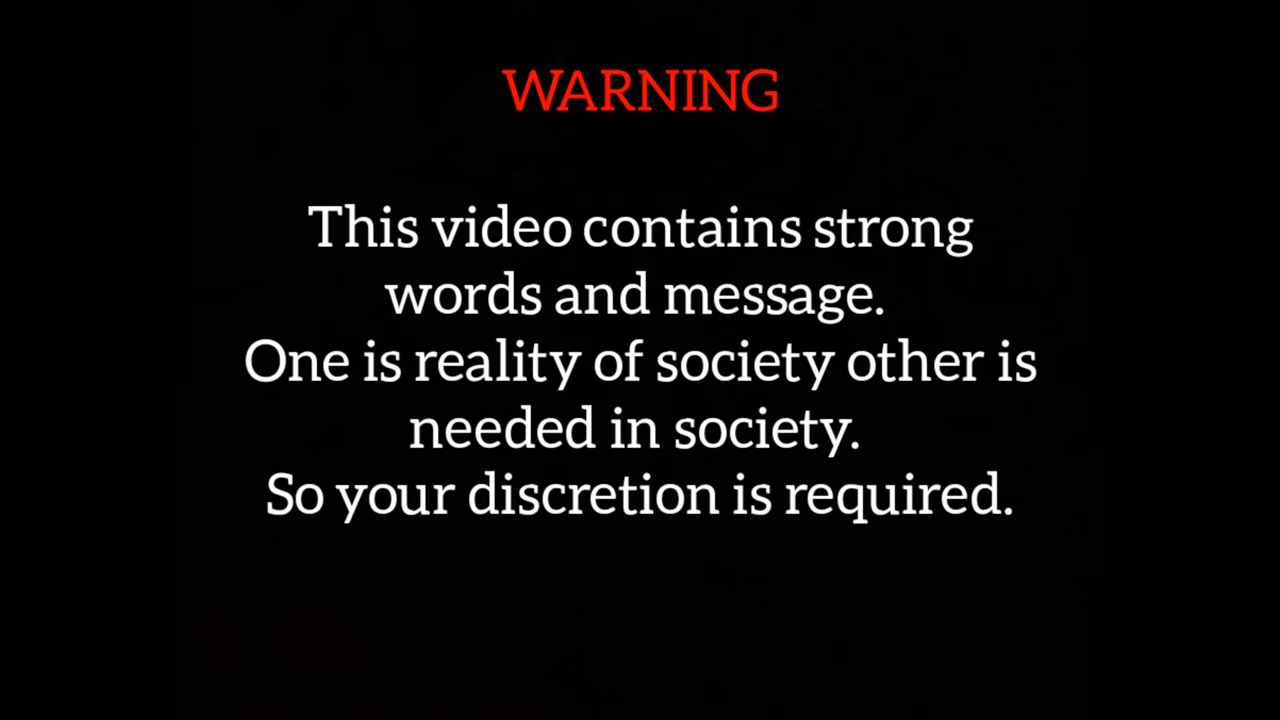 WARNING
This video contains strong
words and message.
One is reality of society other is
needed in society.
So your discretion is required.